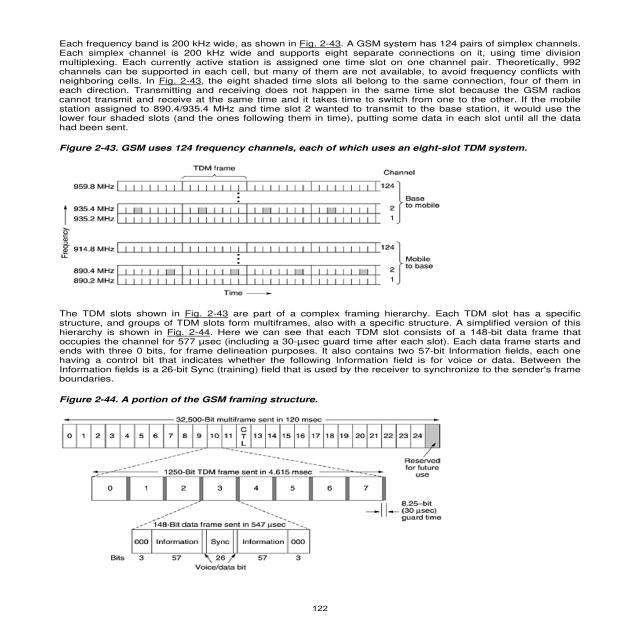 Each frequency band is 200 kHz wide, as shown in Fig. 2-43. A GSM system has 124 pairs of simplex channels.
Each simplex channel is 200 kHz wide and supports eight separate connections on it, using time division
multiplexing. Each currently active station is assigned one time slot on one channel pair. Theoretically, 992
channels can be supported in each cell, but many of them are not available, to avoid frequency conflicts with
neighboring cells. In Fig. 2-43, the eight shaded time slots all belong to the same connection, four of them in
each direction. Transmitting and receiving does not happen in the same time slot because the GSM radios
cannot transmit and receive at the same time and it takes time to switch from one to the other. If the mobile
station assigned to 890.4/935.4 MHz and time slot 2 wanted to transmit to the base station, it would use the
lower four shaded slots (and the ones following them in time), putting some data in each slot until all the data
had been sent.
Figure 2-43. GSM uses 124 frequency channels, each of which uses an eight-slot TDM system.
TDM frame
Channel
959.8 MHz
124
935.4 MHz
2
935.2 MHz
1
Base
to mobile
Frequency
914.8 MHz
124
890.4 MHz
2
890.2 MHz
1
Mobile
to base
Time
The TDM slots shown in Fig. 2-43 are part of a complex framing hierarchy. Each TDM slot has a specific
structure, and groups of TDM slots form multiframes, also with a specific structure. A simplified version of this
hierarchy is shown in Fig. 2-44. Here we can see that each TDM slot consists of a 148-bit data frame that
occupies the channel for 577 μsec (including a 30-μsec guard time after each slot). Each data frame starts and
ends with three 0 bits, for frame delineation purposes. It also contains two 57-bit Information fields, each one
having a control bit that indicates whether the following Information field is for voice or data. Between the
Information fields is a 26-bit Sync (training) field that is used by the receiver to synchronize to the sender's frame
boundaries.
Figure 2-44. A portion of the GSM framing structure.
32,500-Bit multiframe sent in 120 msec
0 1 2 3 4 5 6 7 8 9 10 11 CTL 13 14 15 16 17 18 19 20 21 22 23 24
Reserved
for future
use
1250-Bit TDM frame sent in 4.615 msec
0 1 2 3 4 5 6 7
8.25–bit
(30 μsec)
guard time
148-Bit data frame sent in 547 μsec
000 Information Sync Information 000
Bits 3 57 26 57 3
Voice/data bit
122